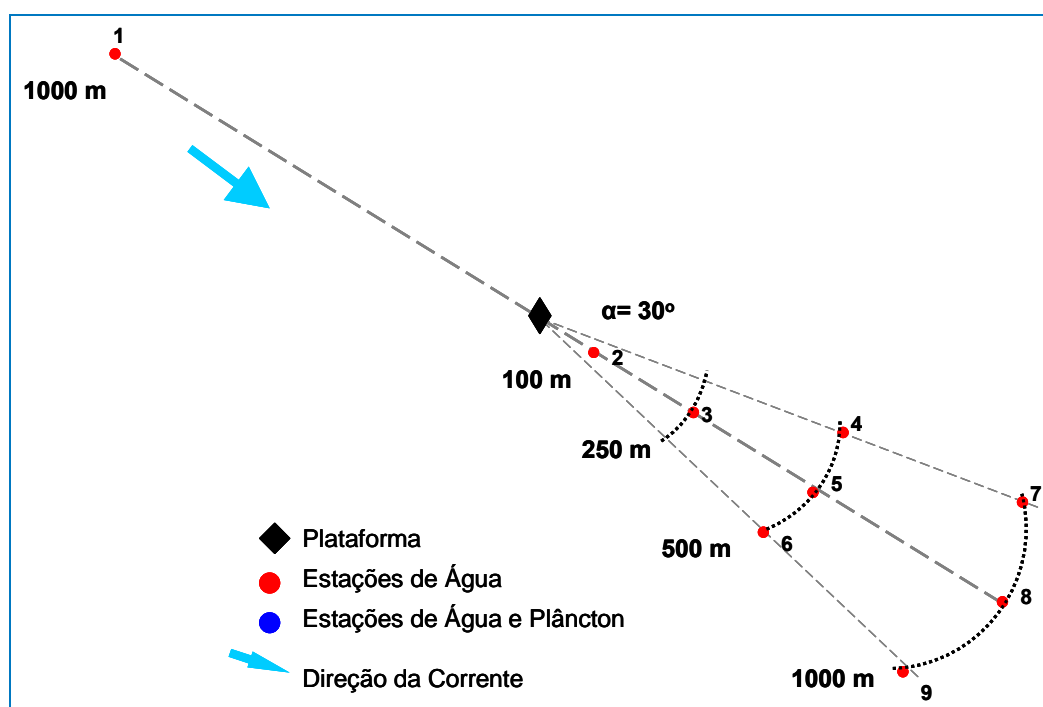 1
1000 m
α= 30º
2
100 m
3
250 m
4
5
500 m
6
7
8
1000 m
9
Plataforma
Estações de Água
Estações de Água e Plâncton
Direção da Corrente